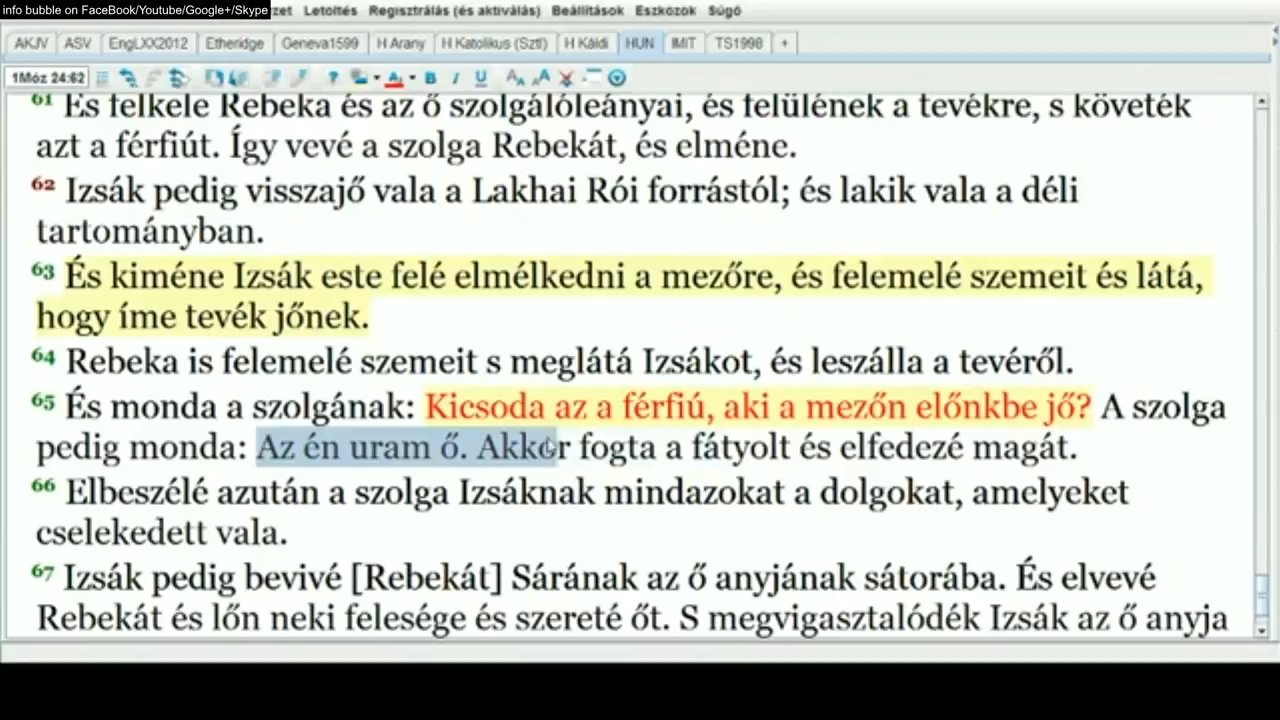 info bubble on FaceBook/Youtube/Google+/Skype
Letöltés Regisztrálás (és aktiválás) Beállítások Eszközök Súgó
AKJV ASV EngLXX2012 Etheridge Geneva1599 H Arany H Katolikus (SztI) H Káldi HUN IMIT TS1998 +
1Móz 24:62
61 És felkele Rebeka és az ő szolgálóleányai, és felülének a tevékre, s követék
azt a férfiút. Így vevé a szolga Rebekát, és elméne.
62 Izsák pedig visszajő vala a Lakhai Rói forrástól; és lakik vala a déli
tartományban.
63 És kiméne Izsák este felé elmélkedni a mezőre, és felemelé szemeit és látá,
hogy íme tevék jőnek.
64 Rebeka is felemelé szemeit s meglátá Izsákot, és leszálla a tevéről.
65 És monda a szolgának: Kicsoda az a férfiú, aki a mezőn előnkbe jő? A szolga
pedig monda: Az én uram ő. Akkor fogta a fátyolt és elfedezé magát.
66 Elbeszélé azután a szolga Izsáknak mindazokat a dolgokat, amelyeket
cselekedett vala.
67 Izsák pedig bevivé [Rebekát] Sárának az ő anyjának sátorába. És elvevé
Rebekát és lőn neki felesége és szereté őt. S megvigasztalódék Izsák az ő anyja